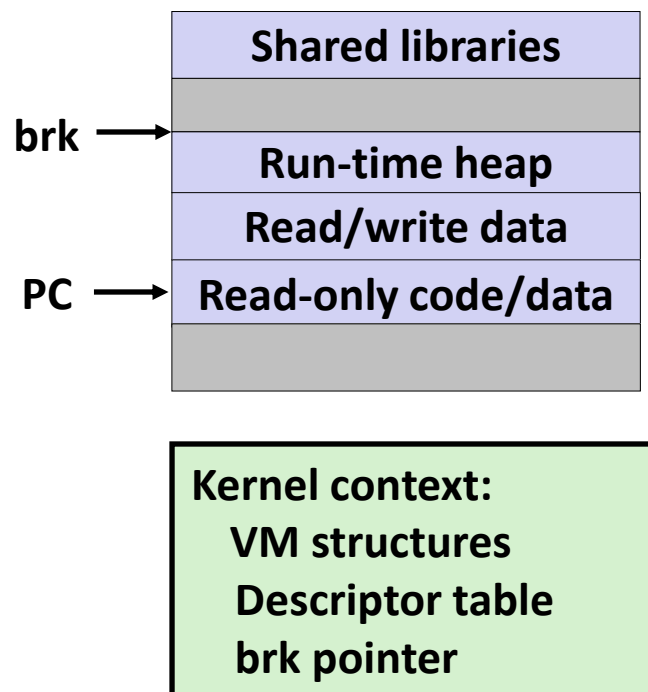 Shared libraries
brk
Run-time heap
Read/write data
PC
Read-only code/data
Kernel context:
VM structures
Descriptor table
brk pointer